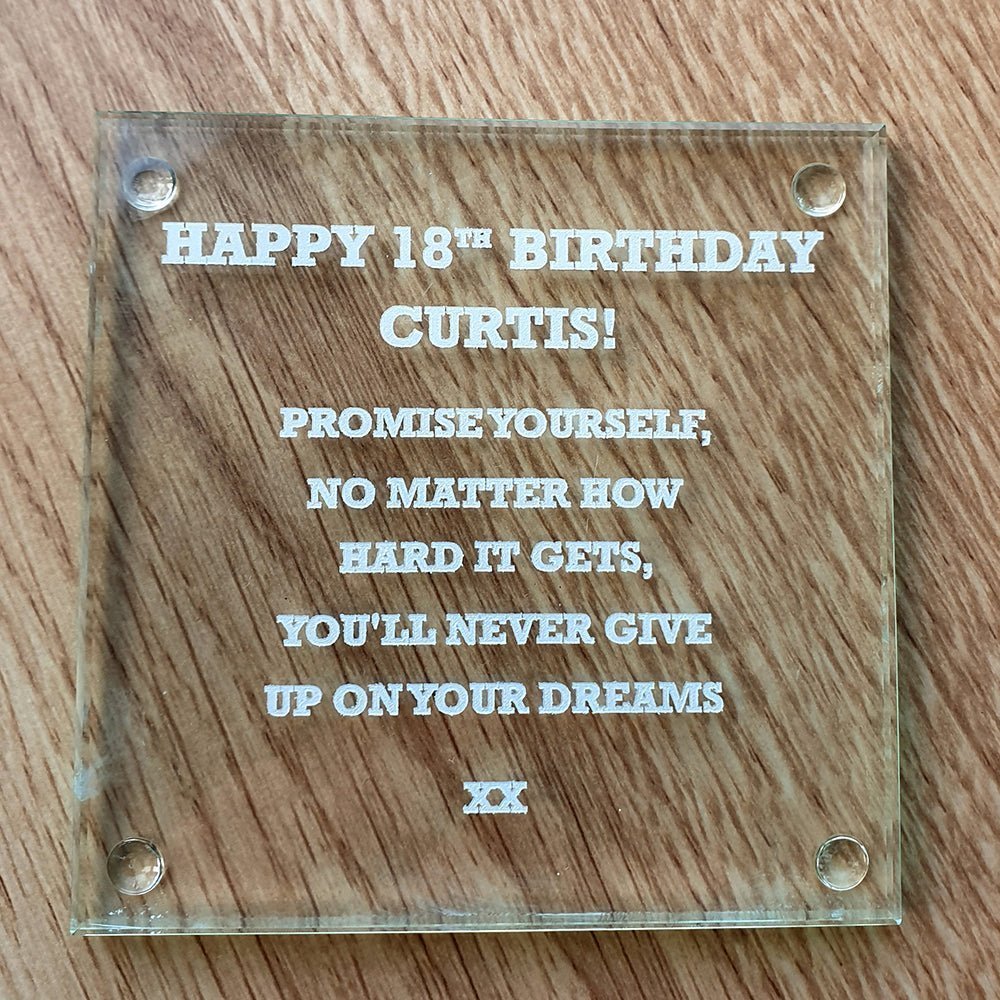 HAPPY 18TH BIRTHDAY
CURTIS!
PROMISE YOURSELF,
NO MATTER HOW
HARD IT GETS,
YOU'LL NEVER GIVE
UP ON YOUR DREAMS
XX